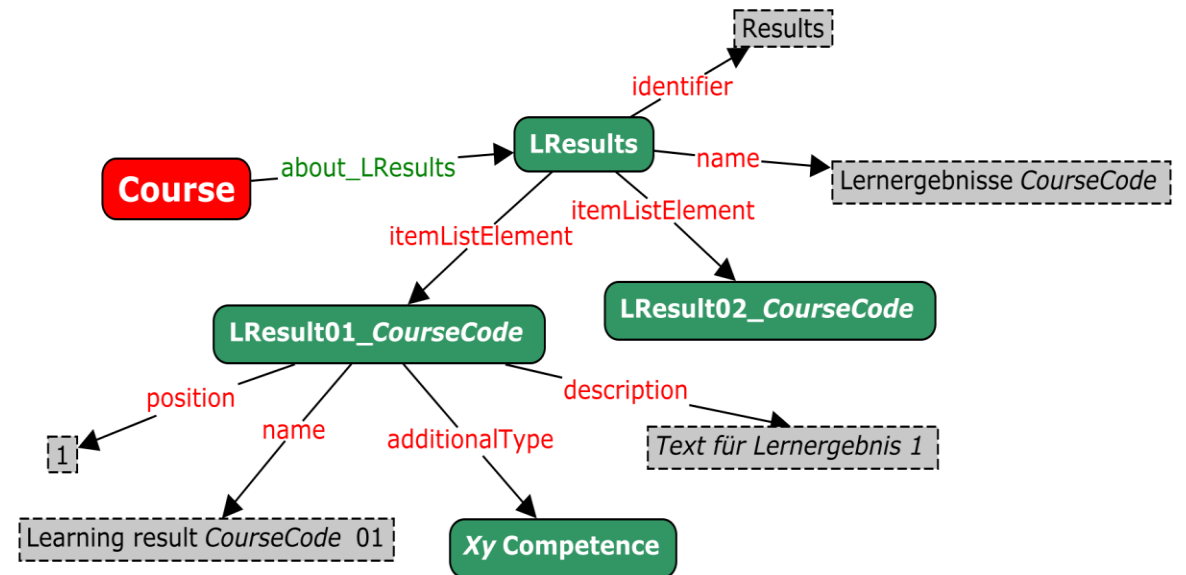 Results
identifier
LResults
name
about_LResults
Course
Lernergebnisse CourseCode
itemListElement
itemListElement
LResult01_CourseCode
LResult02_CourseCode
position
name
additionalType
description
1
Text für Lernergebnis 1
Learning result CourseCode 01
Xy Competence